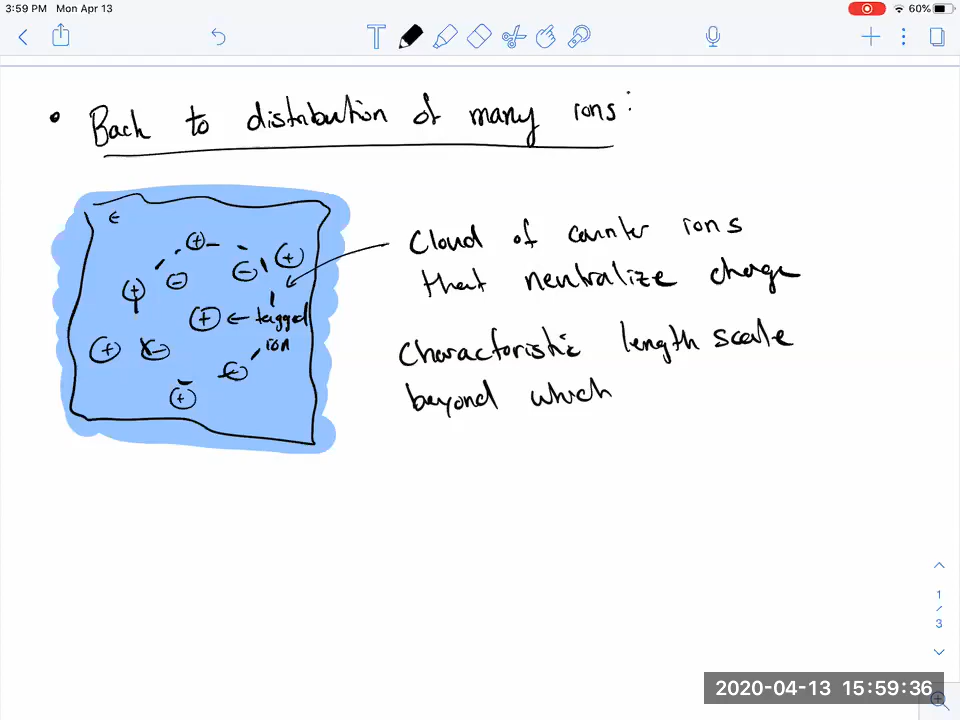 3:59 PM Mon Apr 13
60%
• Back to distribution of many ions:
ε
+ + - - + + ← tagged
ion
+ - - +
Cloud of counter ions
that neutralize charge
Characteristic length scale
beyond which
1
/
3
2020-04-13 15:59:36